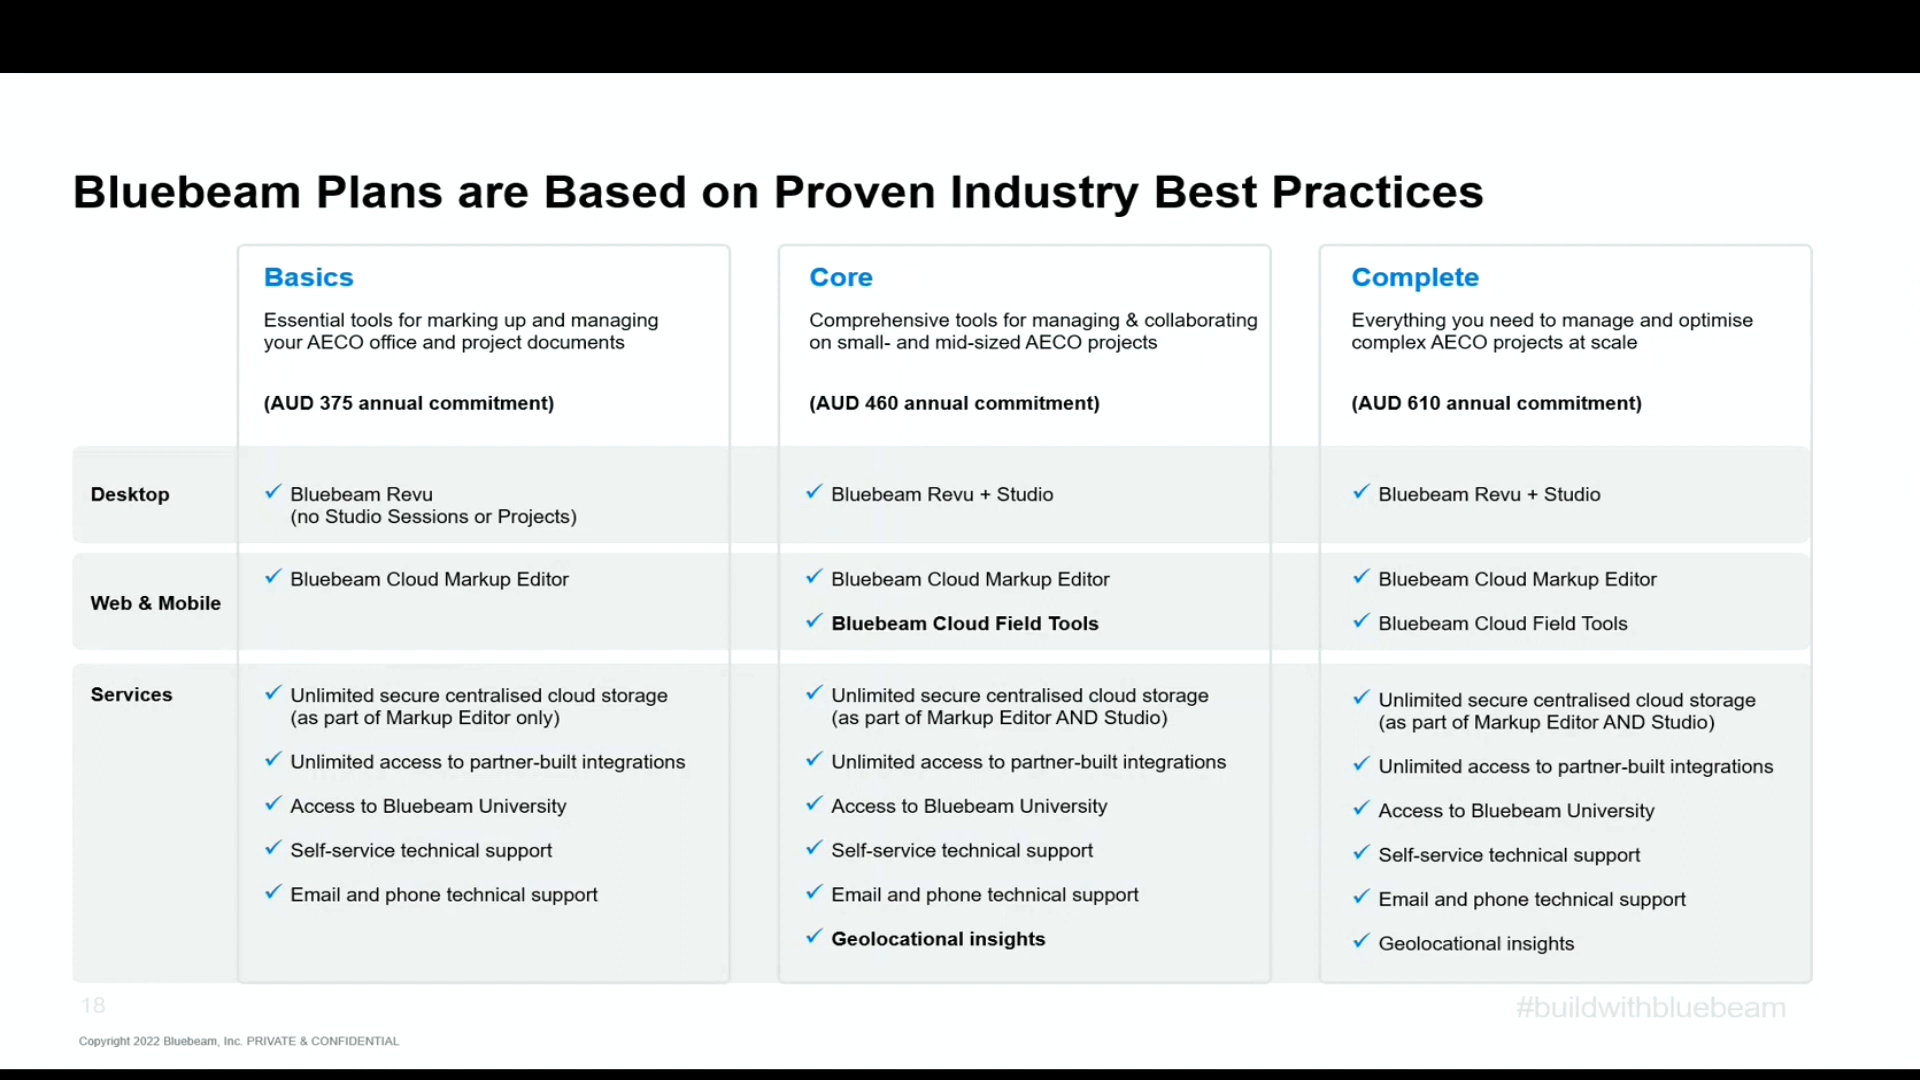 Bluebeam Plans are Based on Proven Industry Best Practices
Basics
Essential tools for marking up and managing
your AECO office and project documents
(AUD 375 annual commitment)
Core
Comprehensive tools for managing & collaborating
on small- and mid-sized AECO projects
(AUD 460 annual commitment)
Complete
Everything you need to manage and optimise
complex AECO projects at scale
(AUD 610 annual commitment)
Desktop
✓ Bluebeam Revu
(no Studio Sessions or Projects)
✓ Bluebeam Revu + Studio
✓ Bluebeam Revu + Studio
Web & Mobile
✓ Bluebeam Cloud Markup Editor
✓ Bluebeam Cloud Markup Editor
✓ Bluebeam Cloud Field Tools
✓ Bluebeam Cloud Markup Editor
✓ Bluebeam Cloud Field Tools
Services
✓ Unlimited secure centralised cloud storage
(as part of Markup Editor only)
✓ Unlimited access to partner-built integrations
✓ Access to Bluebeam University
✓ Self-service technical support
✓ Email and phone technical support
✓ Unlimited secure centralised cloud storage
(as part of Markup Editor AND Studio)
✓ Unlimited access to partner-built integrations
✓ Access to Bluebeam University
✓ Self-service technical support
✓ Email and phone technical support
✓ Geolocational insights
✓ Unlimited secure centralised cloud storage
(as part of Markup Editor AND Studio)
✓ Unlimited access to partner-built integrations
✓ Access to Bluebeam University
✓ Self-service technical support
✓ Email and phone technical support
✓ Geolocational insights
18
#buildwithbluebeam
Copyright 2022 Bluebeam, Inc. PRIVATE & CONFIDENTIAL